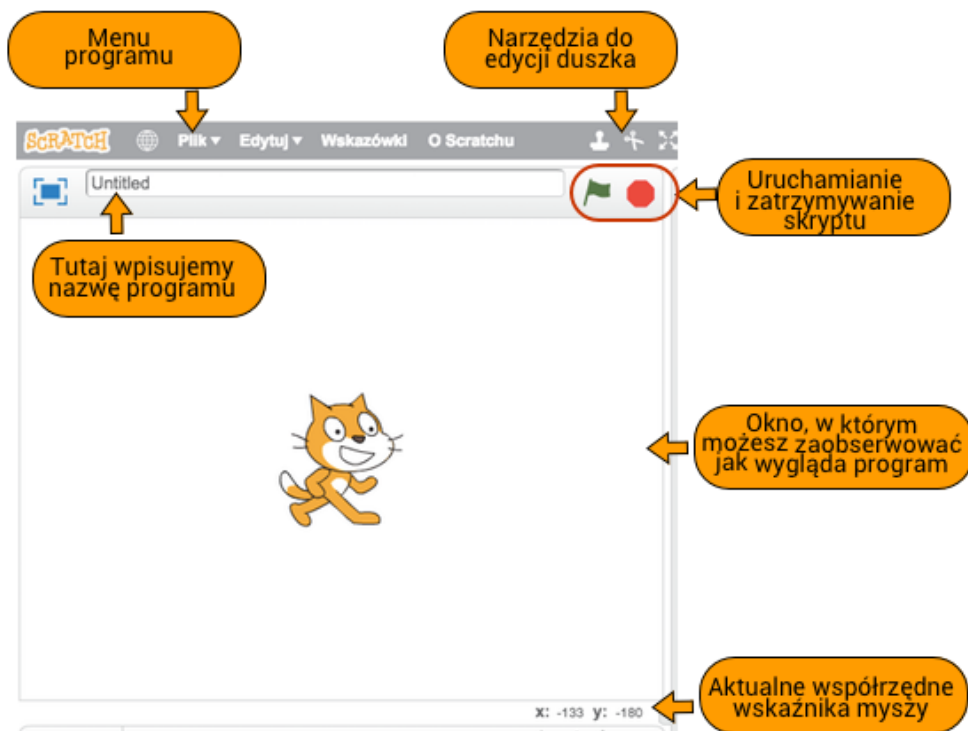 Menu
programu
Narzędzia do
edycji duszka
SCRATCH Plik Edytuj Wskazówki O Scratchu
Untitled
Uruchamianie
i zatrzymywanie
skryptu
Tutaj wpisujemy
nazwę programu
Okno, w którym
możesz zaobserwować
jak wygląda program
Aktualne współrzędne
wskaźnika myszy
x: -133 y: -180